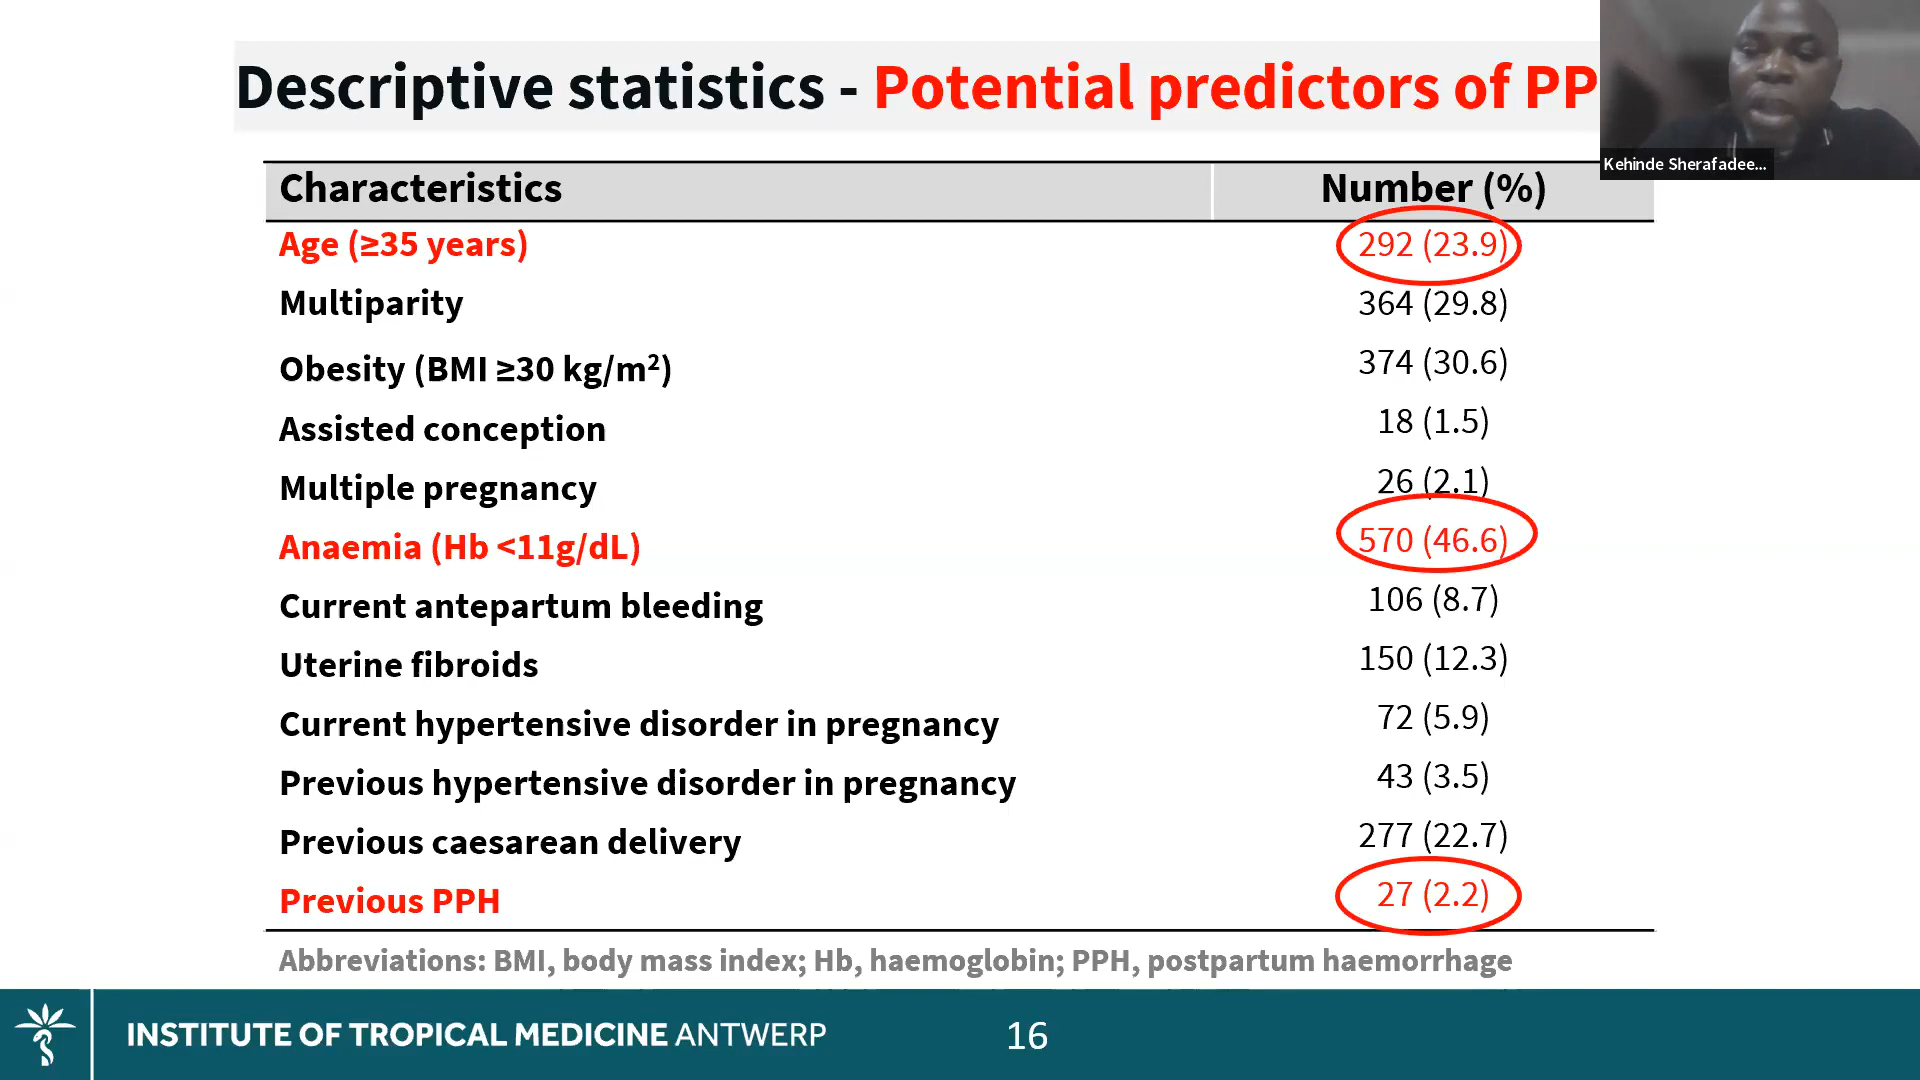 Descriptive statistics - Potential predictors of PP
Kehinde Sherafadee...
Characteristics Number (%)
Age (≥35 years) 292 (23.9)
Multiparity 364 (29.8)
Obesity (BMI ≥30 kg/m²) 374 (30.6)
Assisted conception 18 (1.5)
Multiple pregnancy 26 (2.1)
Anaemia (Hb <11g/dL) 570 (46.6)
Current antepartum bleeding 106 (8.7)
Uterine fibroids 150 (12.3)
Current hypertensive disorder in pregnancy 72 (5.9)
Previous hypertensive disorder in pregnancy 43 (3.5)
Previous caesarean delivery 277 (22.7)
Previous PPH 27 (2.2)
Abbreviations: BMI, body mass index; Hb, haemoglobin; PPH, postpartum haemorrhage
INSTITUTE OF TROPICAL MEDICINE ANTWERP 16